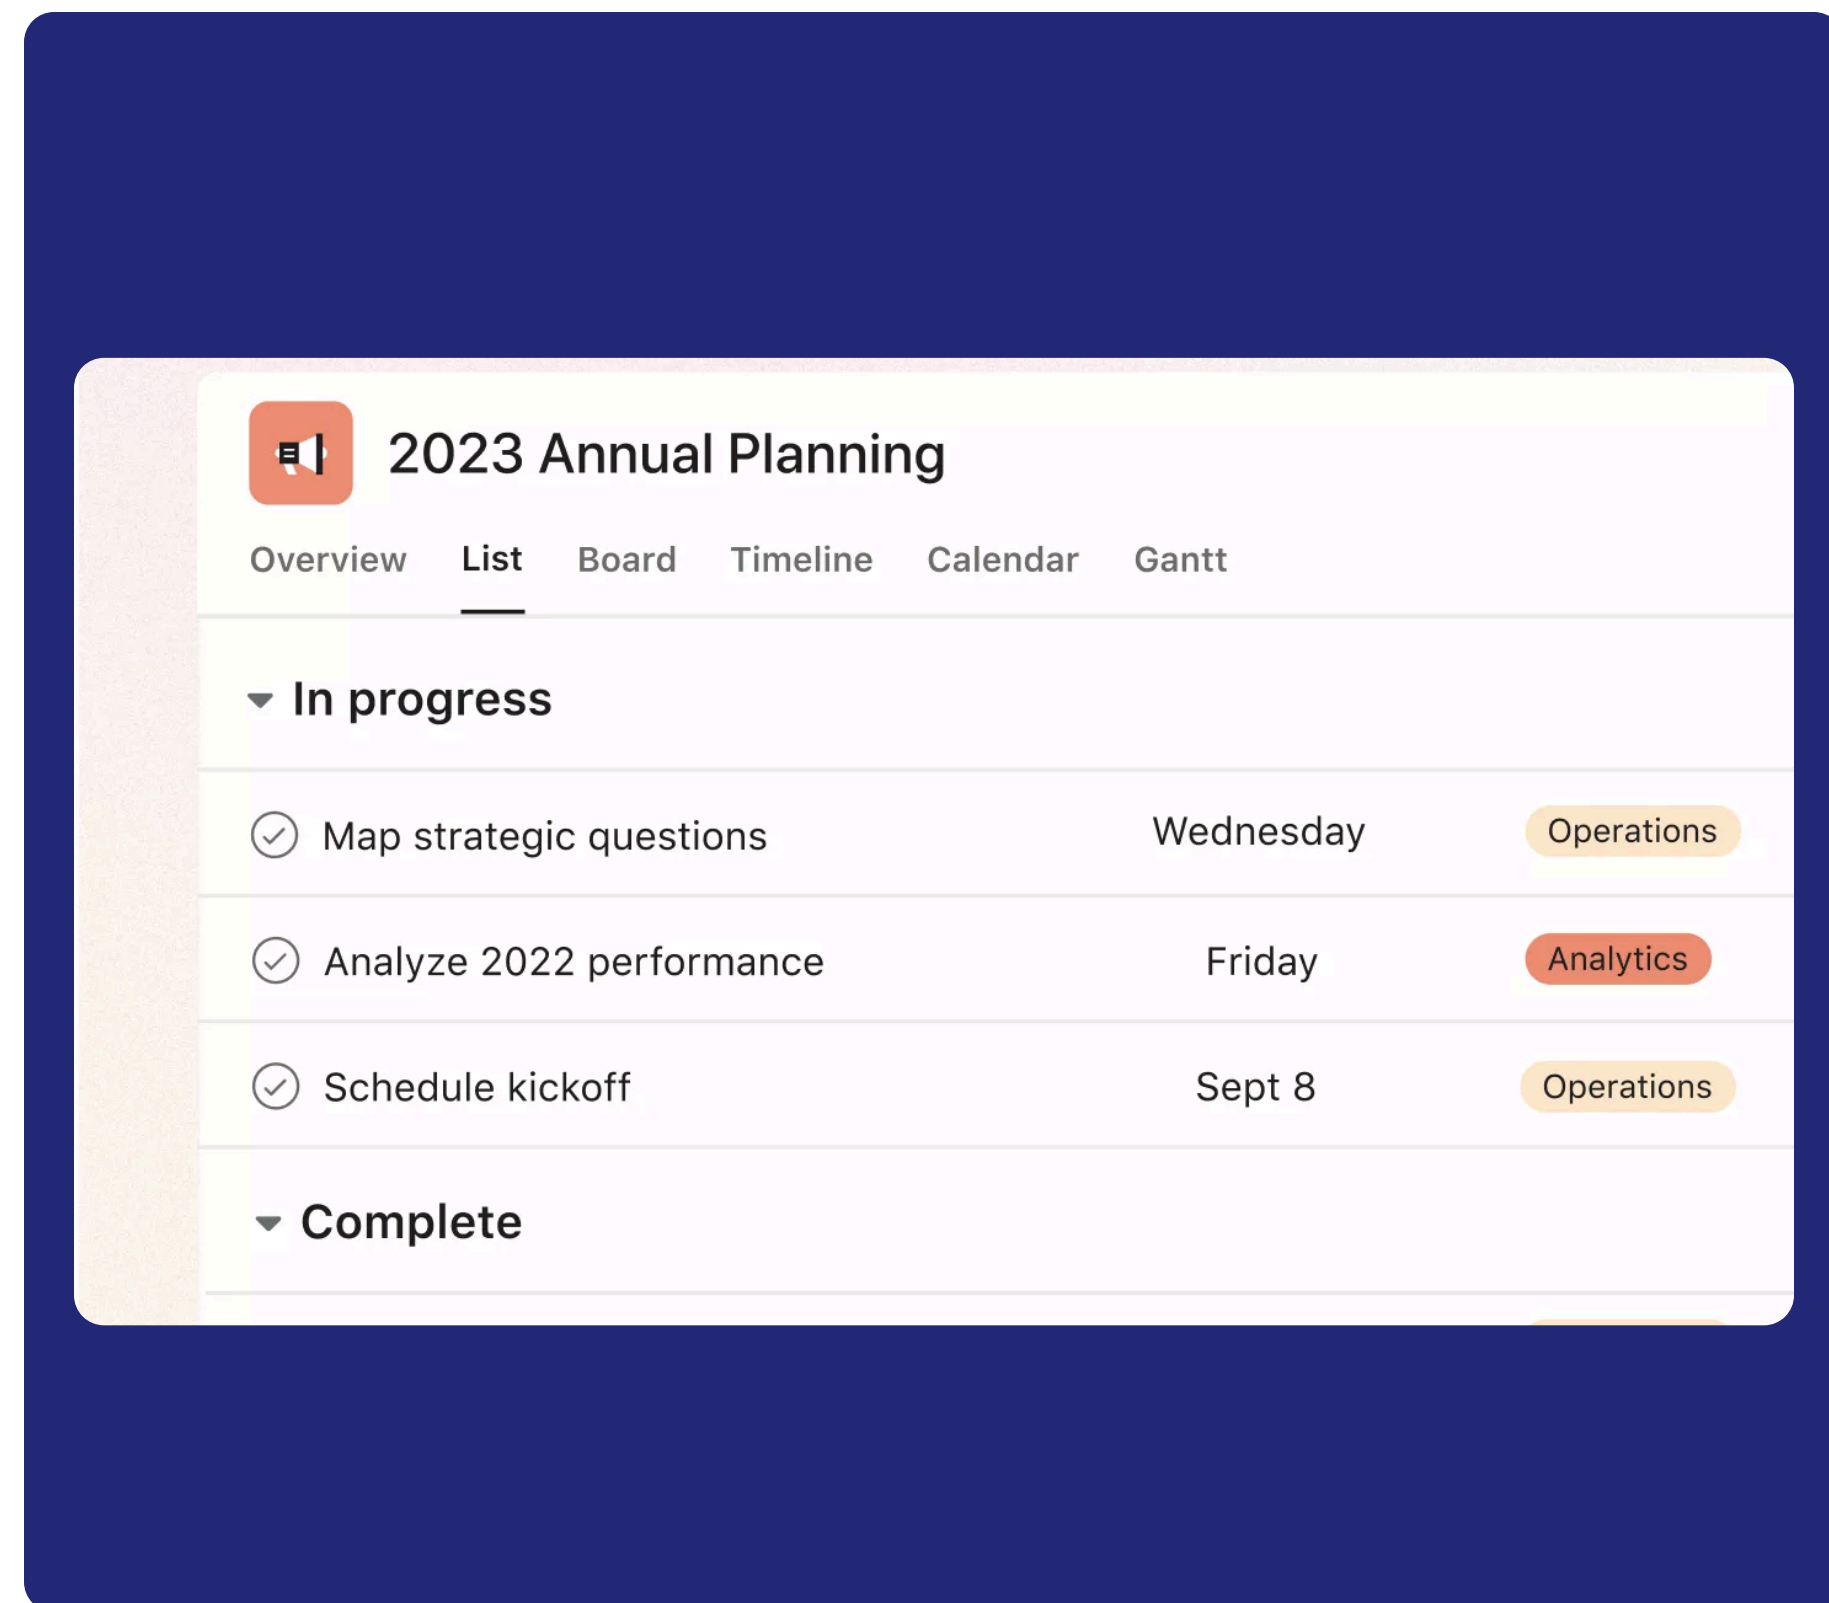 2023 Annual Planning
Overview List Board Timeline Calendar Gantt
In progress
Map strategic questions Wednesday Operations
Analyze 2022 performance Friday Analytics
Schedule kickoff Sept 8 Operations
Complete